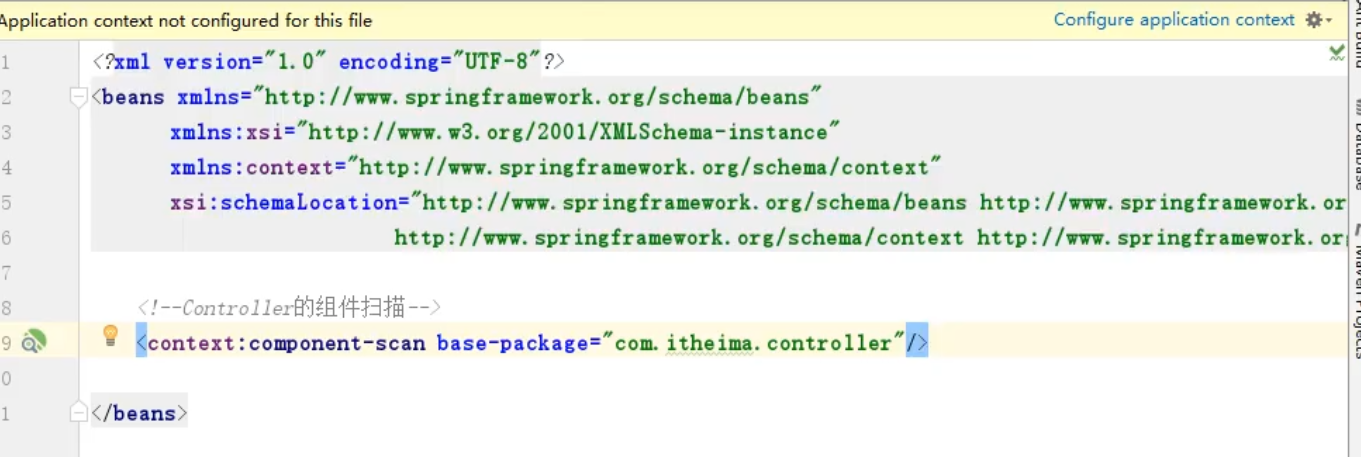 Application context not configured for this file
Configure application context
1 <?xml version="1.0" encoding="UTF-8"?>
2 <beans xmlns="http://www.springframework.org/schema/beans"
3 xmlns:xsi="http://www.w3.org/2001/XMLSchema-instance"
4 xmlns:context="http://www.springframework.org/schema/context"
5 xsi:schemaLocation="http://www.springframework.org/schema/beans http://www.springframework.or
6 http://www.springframework.org/schema/context http://www.springframework.org
7
8 <!--Controller的组件扫描-->
9 <context:component-scan base-package="com.itheima.controller"/>
0
1 </beans>
Build
Database